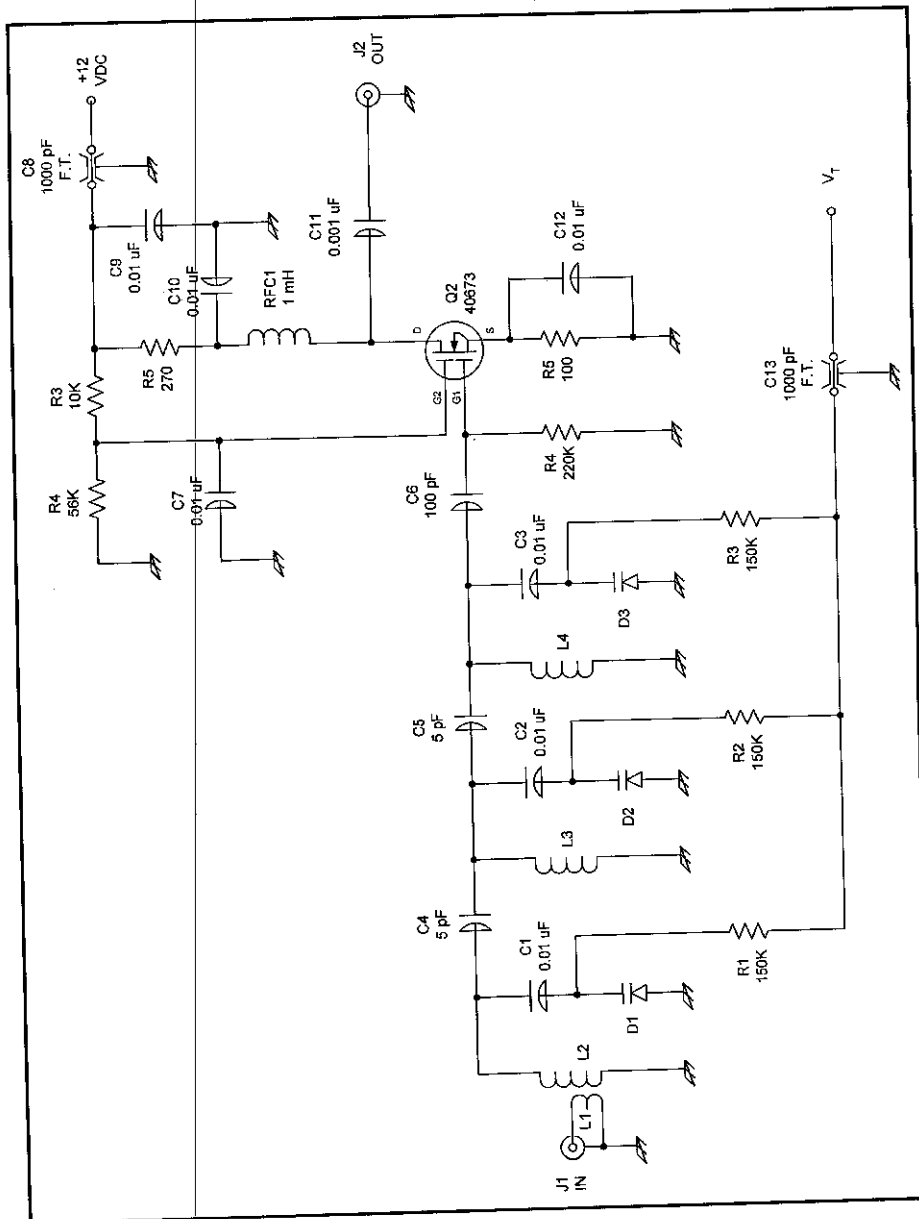 C8
1000 pF
F.T.
+12
VDC
R3
10K
R4
56K
C9
0.01 uF
C10
0.01 uF
R5
270
RFC1
1 mH
C7
0.01 uF
J2
OUT
C11
0.001 uF
D
G2
G1
S
Q2
40673
C12
0.01 uF
R5
100
C6
100 pF
R4
220K
C5
5 pF
C3
0.01 uF
D3
L4
R3
150K
C13
1000 pF
F.T.
VT
C4
5 pF
C2
0.01 uF
D2
L3
R2
150K
C1
0.01 uF
D1
L2
L1
R1
150K
J1
IN